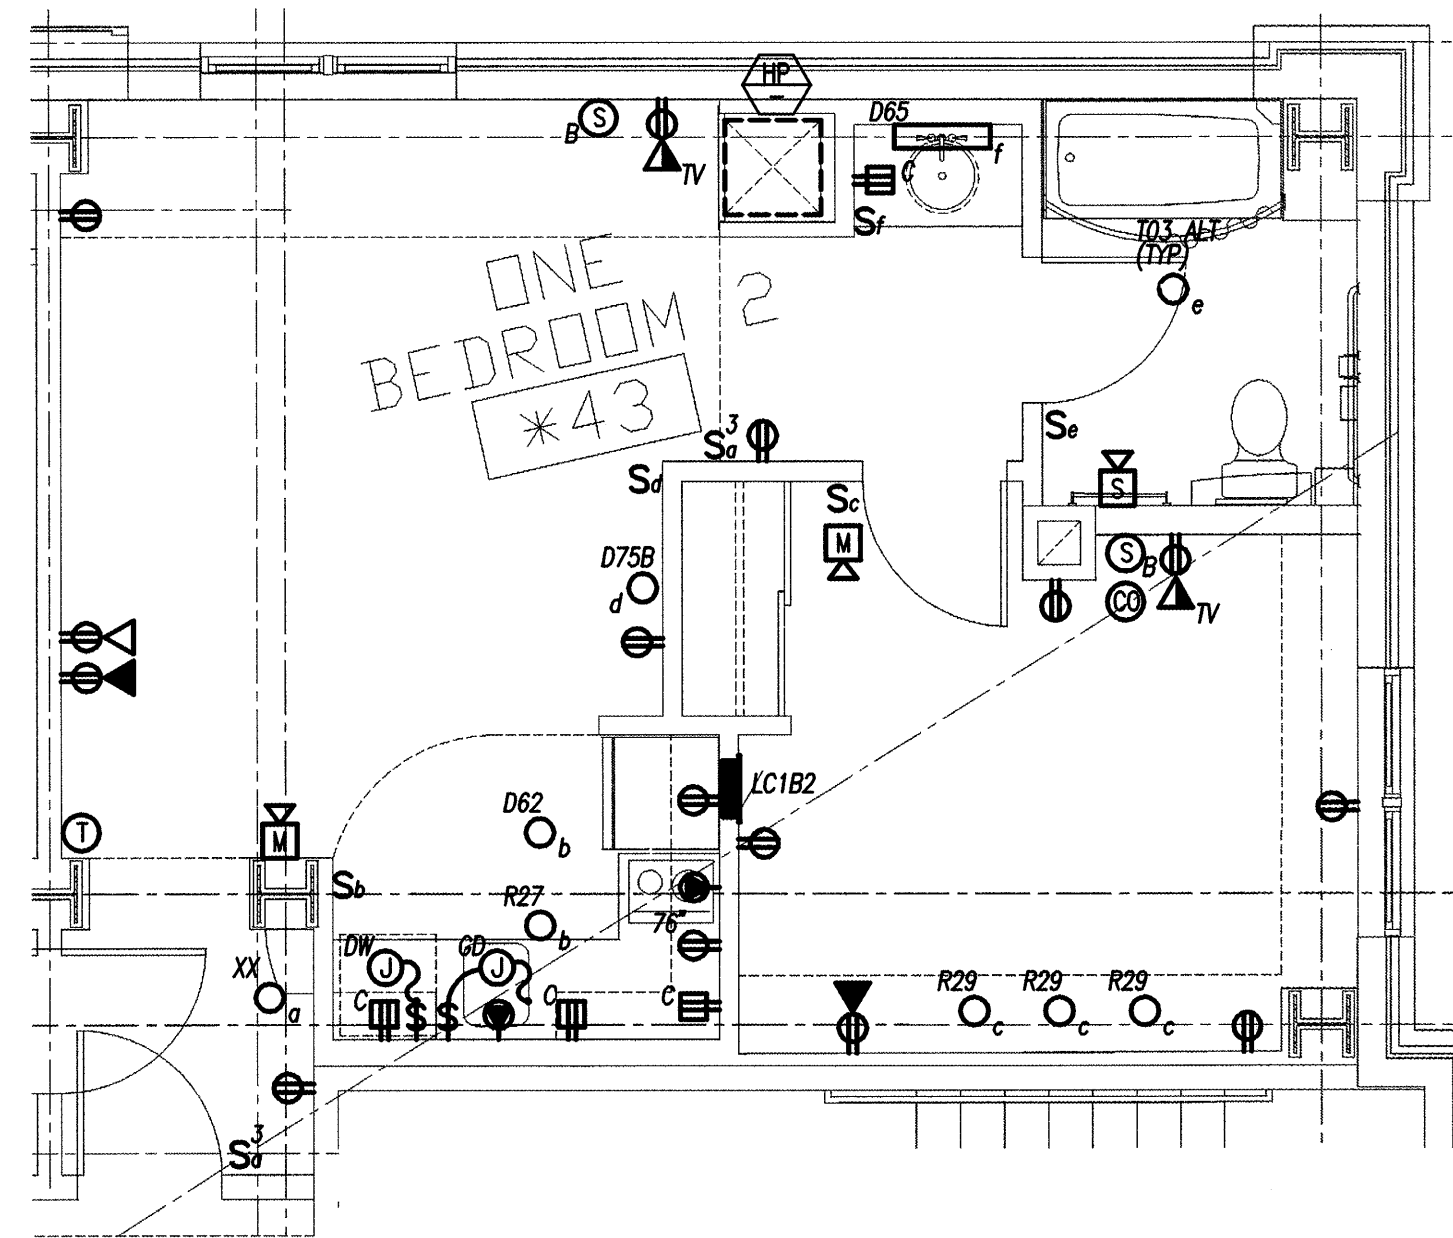 HP
D65
S
B
TV
C
f
Sf
T03 ALT
(TYP)
e
ONE
BEDROOM 2
*43
Se
3
Sa
Sd
Sc
S
M
S
B
CO
TV
D75B
d
T
M
D62
b
LC1B2
Sb
R27
b
76"
DW
GD
J
J
XX
a
C
$
$
C
R29
R29
R29
c
c
c
3
Sa